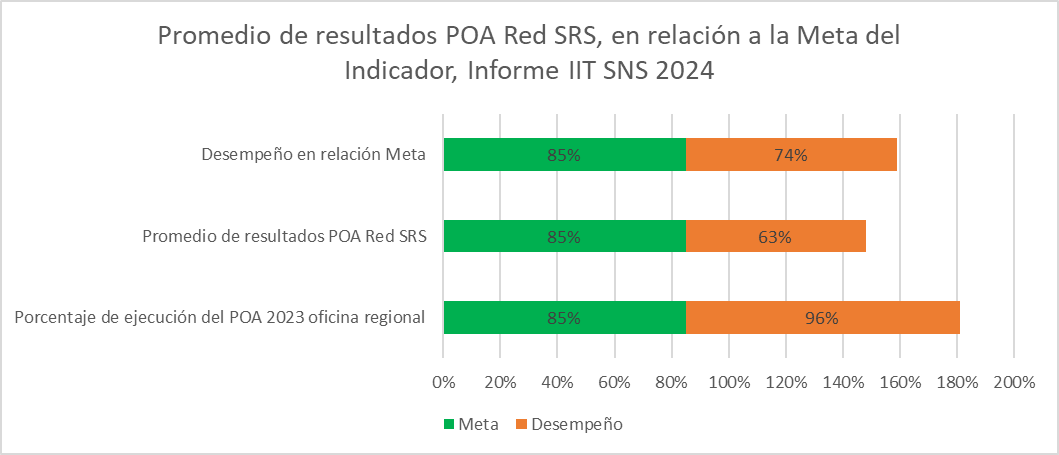 Promedio de resultados POA Red SRS, en relación a la Meta del
Indicador, Informe IIT SNS 2024
Desempeño en relación Meta
85%
74%
Promedio de resultados POA Red SRS
85%
63%
Porcentaje de ejecución del POA 2023 oficina regional
85%
96%
0% 20% 40% 60% 80% 100% 120% 140% 160% 180% 200%
Meta Desempeño